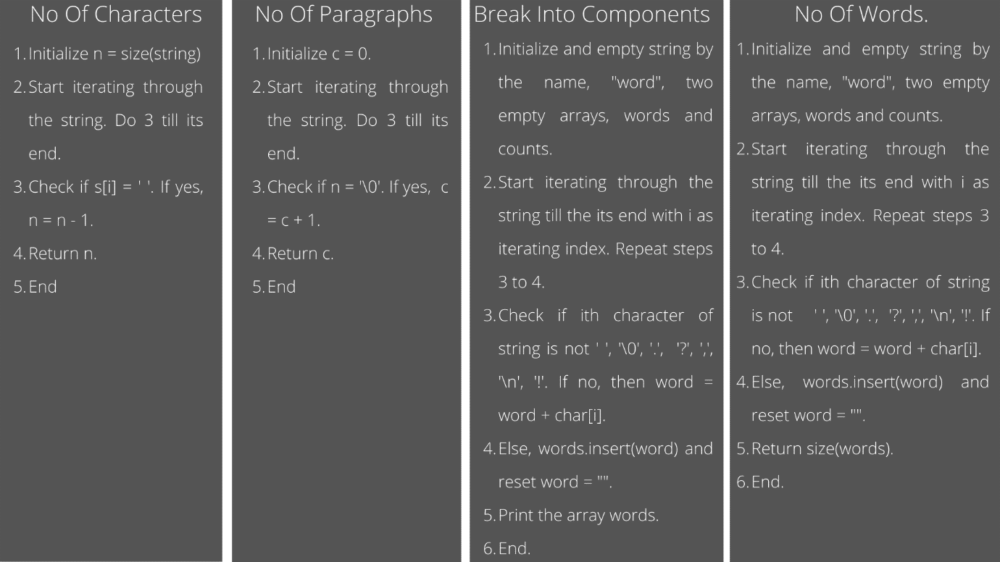 No Of Characters
1. Initialize n = size(string)
2. Start iterating through
the string. Do 3 till its
end.
3. Check if s[i] = ' '. If yes,
n = n - 1.
4. Return n.
5. End
No Of Paragraphs
1. Initialize c = 0.
2. Start iterating through
the string. Do 3 till its
end.
3. Check if n = '\0'. If yes, c
= c + 1.
4. Return c.
5. End
Break Into Components
1. Initialize and empty string by
the name, "word", two
empty arrays, words and
counts.
2. Start iterating through the
string till the its end with i as
iterating index. Repeat steps
3 to 4.
3. Check if ith character of
string is not ' ', '\0', '.', '?', ',',
'\n', '!'. If no, then word =
word + char[i].
4. Else, words.insert(word) and
reset word = "".
5. Print the array words.
6. End.
No Of Words.
1. Initialize and empty string by
the name, "word", two empty
arrays, words and counts.
2. Start iterating through the
string till the its end with i as
iterating index. Repeat steps 3
to 4.
3. Check if ith character of string
is not ' ', '\0', '.', '?', ',', '\n', '!'. If
no, then word = word + char[i].
4. Else, words.insert(word) and
reset word = "".
5. Return size(words).
6. End.